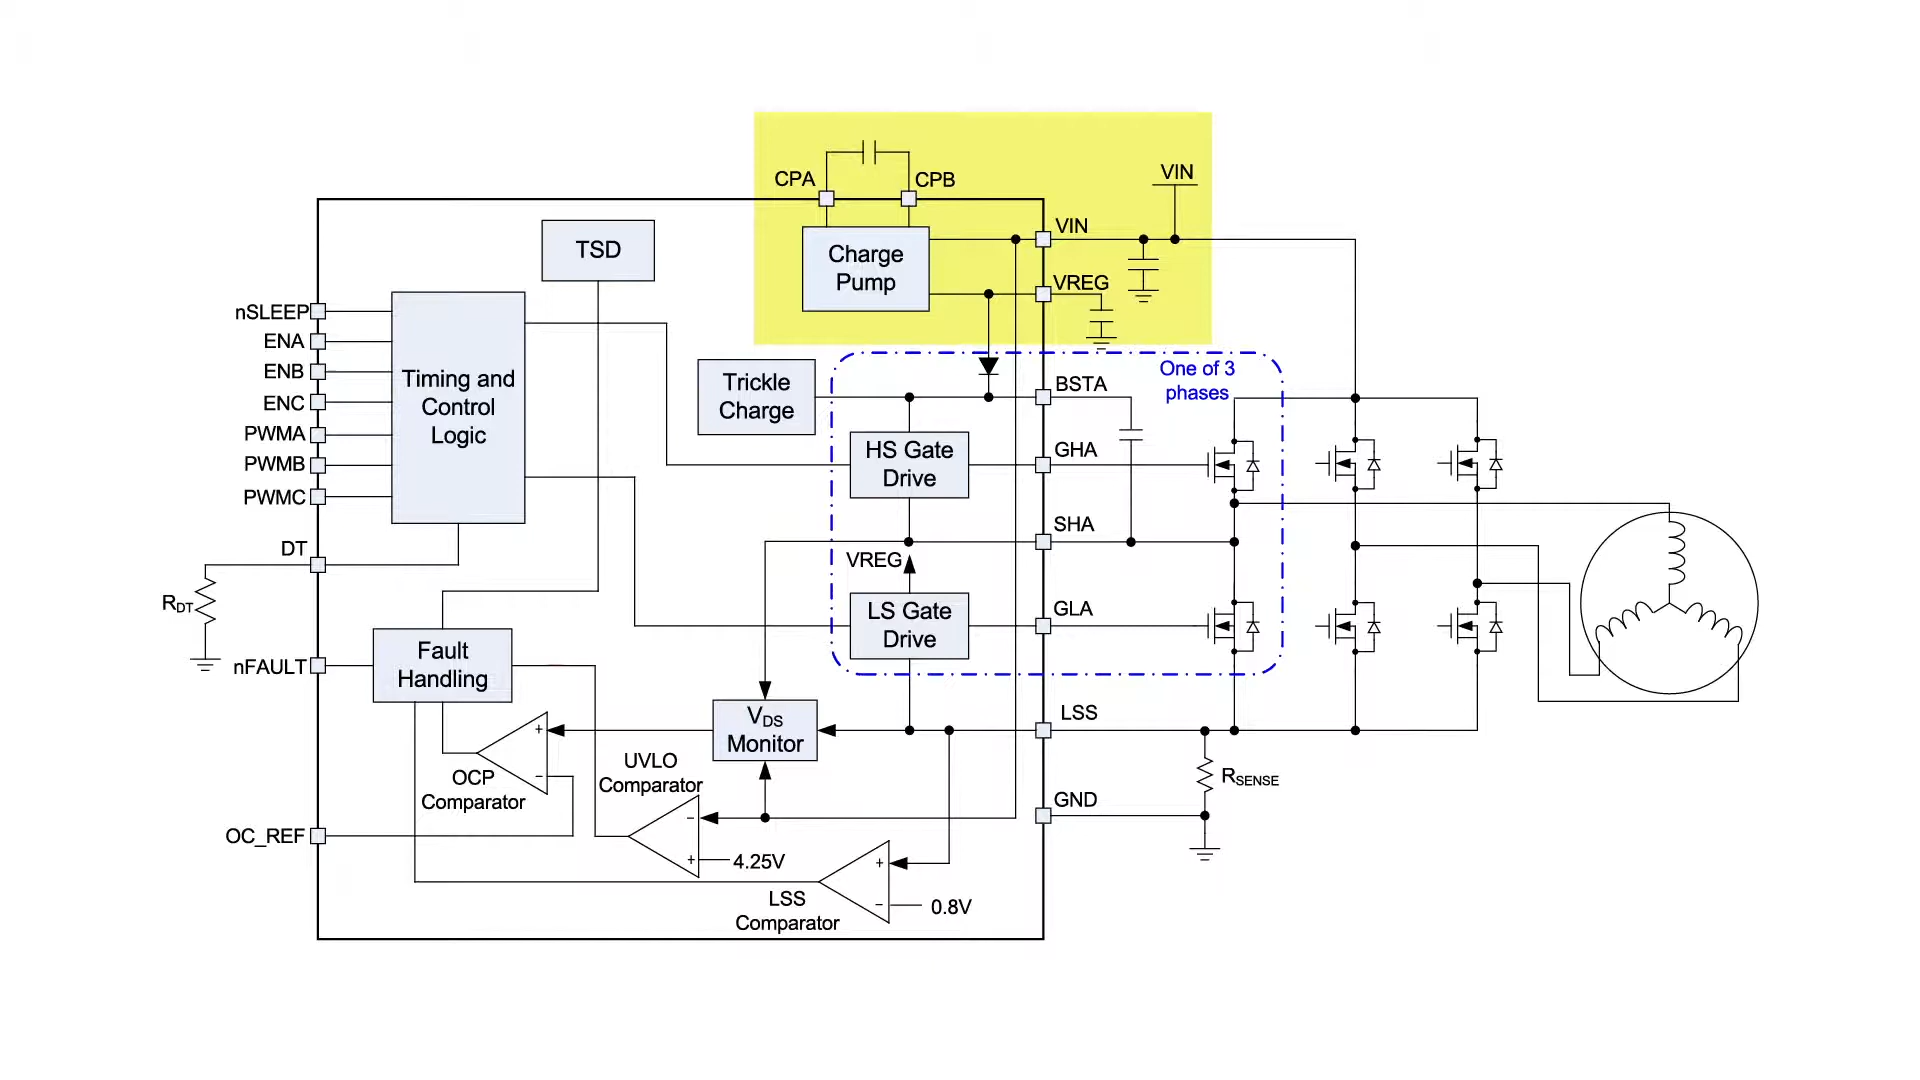 CPA
CPB
VIN
VIN
TSD
Charge
Pump
VREG
nSLEEP
ENA
ENB
ENC
PWMA
PWMB
PWMC
Timing and
Control
Logic
Trickle
Charge
One of 3
phases
BSTA
HS Gate
Drive
GHA
SHA
DT
VREG
RDT
LS Gate
Drive
GLA
nFAULT
Fault
Handling
VDS
Monitor
LSS
+
−
OCP
Comparator
UVLO
Comparator
RSENSE
GND
OC_REF
−
+
4.25V
+
−
0.8V
LSS
Comparator